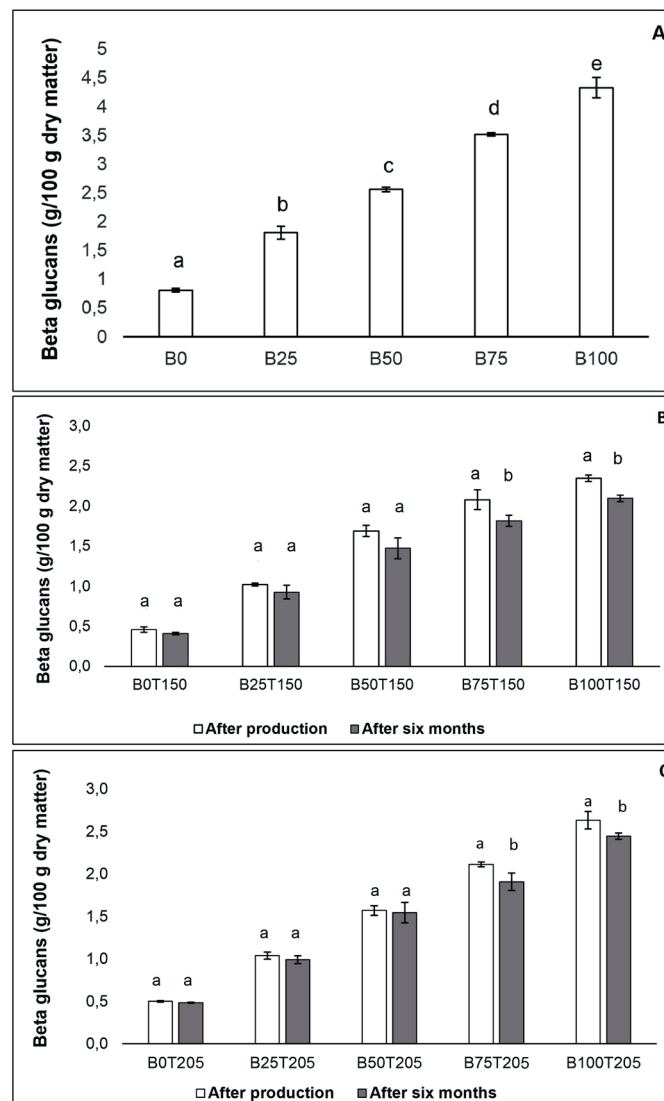 A
Beta glucans (g/100 g dry matter)
5
4,5
4
3,5
3
2,5
2
1,5
1
0,5
0
a
b
c
d
e
B0 B25 B50 B75 B100
B
Beta glucans (g/100 g dry matter)
3,0
2,5
2,0
1,5
1,0
0,5
0,0
a a
a a
a a
a b
a b
B0T150 B25T150 B50T150 B75T150 B100T150
After production After six months
C
Beta glucans (g/100 g dry matter)
3,0
2,5
2,0
1,5
1,0
0,5
0,0
a a
a a
a a
a b
a b
B0T205 B25T205 B50T205 B75T205 B100T205
After production After six months